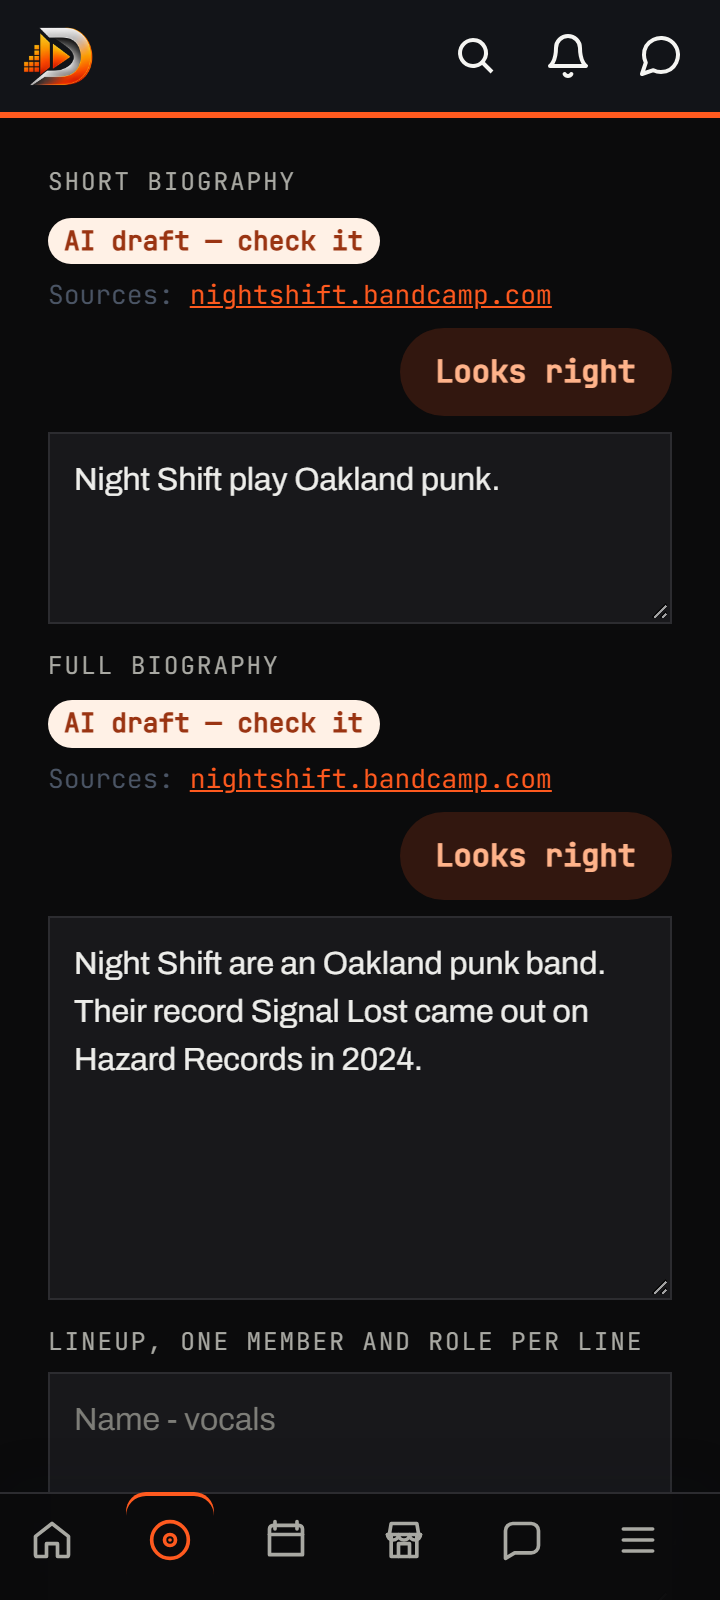 SHORT BIOGRAPHY
AI draft – check it
Sources: nightshift.bandcamp.com
Looks right
Night Shift play Oakland punk.
FULL BIOGRAPHY
AI draft – check it
Sources: nightshift.bandcamp.com
Looks right
Night Shift are an Oakland punk band.
Their record Signal Lost came out on
Hazard Records in 2024.
LINEUP, ONE MEMBER AND ROLE PER LINE
Name - vocals